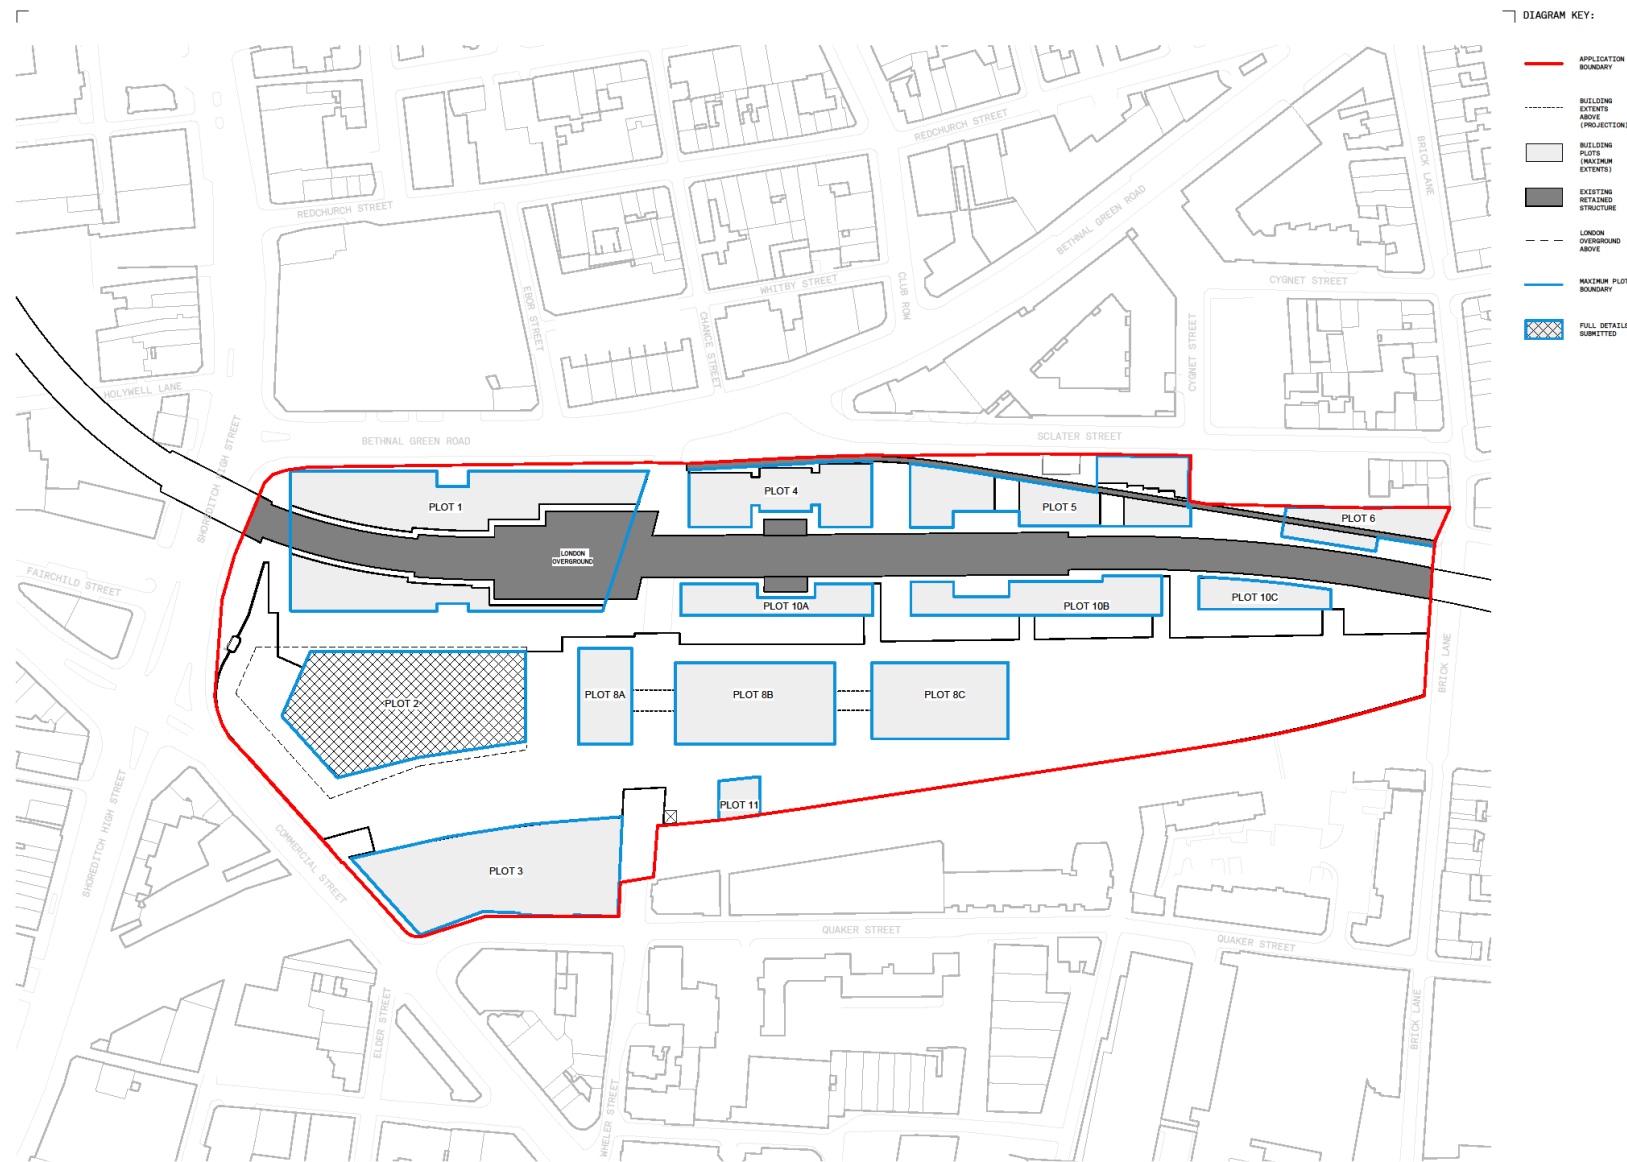 DIAGRAM KEY:
APPLICATION
BOUNDARY
BUILDING
EXTENTS
ABOVE
(PROJECTION)
BUILDING
PLOTS
(MAXIMUM
EXTENTS)
EXISTING
RETAINED
STRUCTURE
LONDON
OVERGROUND
ABOVE
MAXIMUM PLOT
BOUNDARY
FULL DETAILS
SUBMITTED
REDCHURCH STREET
BRICK LANE
REDCHURCH STREET
BETHNAL GREEN ROAD
WHITBY STREET
CLUB ROW
CYGNET STREET
EBOR STREET
CHANCE STREET
CYGNET STREET
HOLYWELL LANE
SHOREDITCH HIGH STREET
BETHNAL GREEN ROAD
SCLATER STREET
PLOT 1
PLOT 4
PLOT 5
PLOT 6
LONDON
OVERGROUND
FAIRCHILD STREET
PLOT 10A
PLOT 10B
PLOT 10C
BRICK LANE
PLOT 2
PLOT 8A
PLOT 8B
PLOT 8C
PLOT 11
SHOREDITCH HIGH STREET
COMMERCIAL STREET
PLOT 3
QUAKER STREET
QUAKER STREET
ELDER STREET
BRICK LANE
WHELER STREET